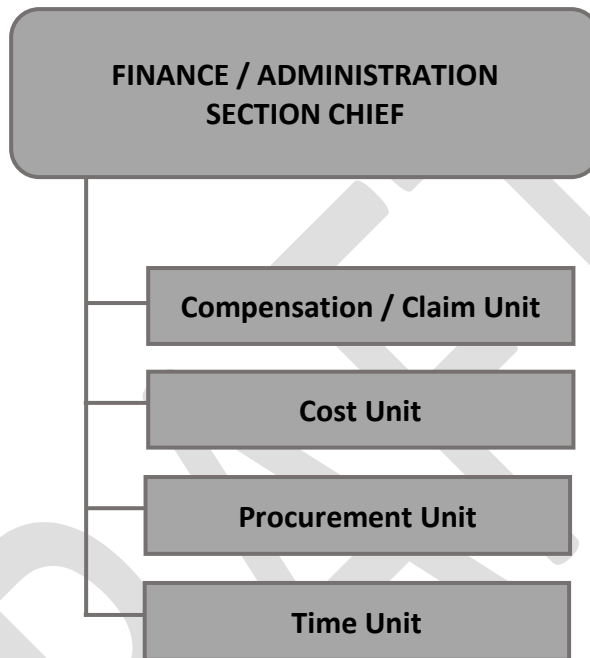 FINANCE / ADMINISTRATION
SECTION CHIEF
Compensation / Claim Unit
Cost Unit
Procurement Unit
Time Unit